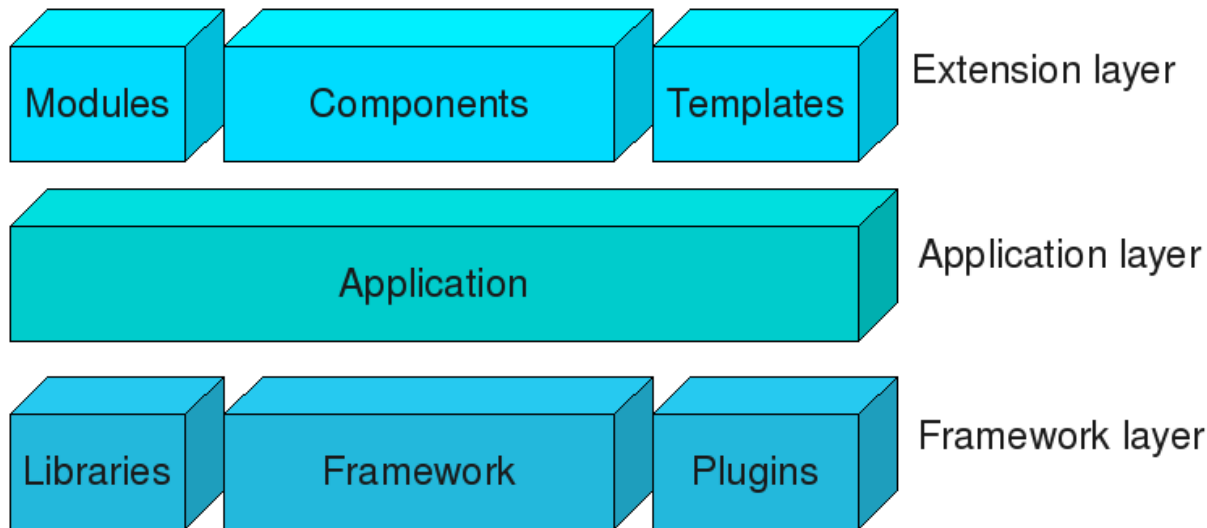 Modules
Components
Templates
Extension layer
Application
Application layer
Libraries
Framework
Plugins
Framework layer